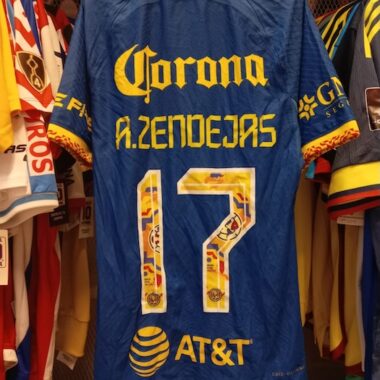 Corona
A.ZENDEJAS
17
AT&T